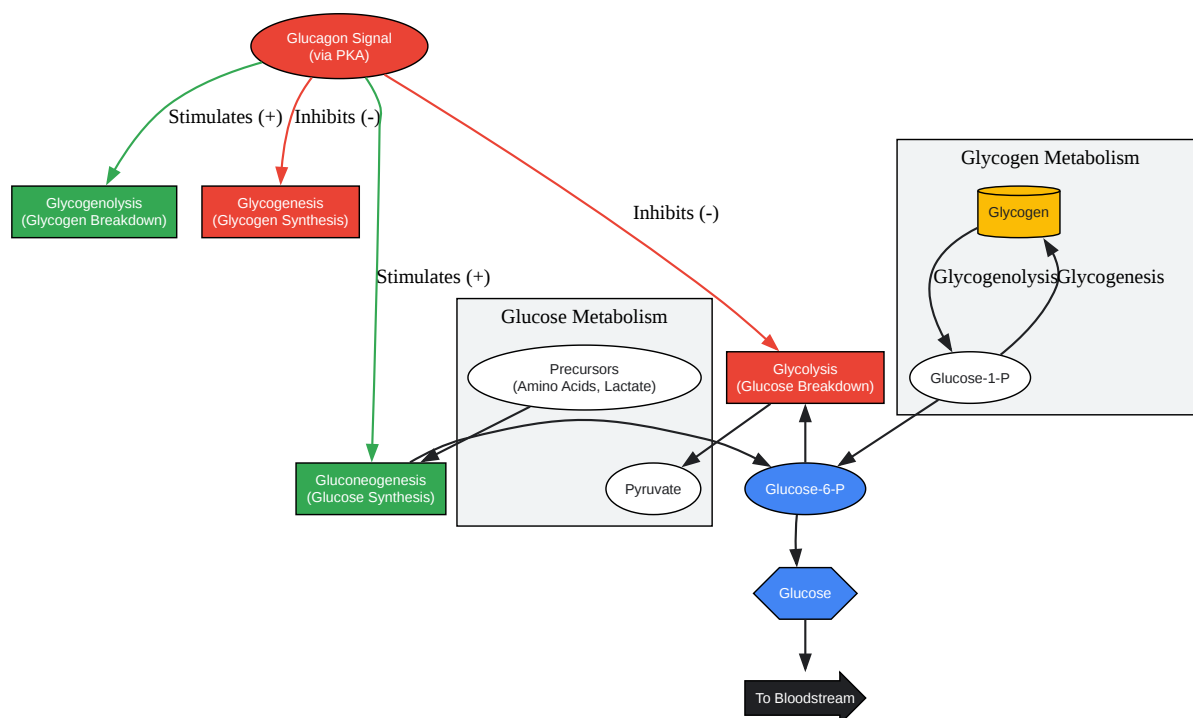 Glucagon Signal
(via PKA)
Stimulates (+)
Inhibits (-)
Glycogen Metabolism
Glycogenolysis
(Glycogen Breakdown)
Glycogenesis
(Glycogen Synthesis)
Glycogen
Inhibits (-)
Stimulates (+)
Glycogenolysis
Glycogenesis
Glucose Metabolism
Precursors
(Amino Acids, Lactate)
Glycolysis
(Glucose Breakdown)
Glucose-1-P
Gluconeogenesis
(Glucose Synthesis)
Pyruvate
Glucose-6-P
Glucose
To Bloodstream